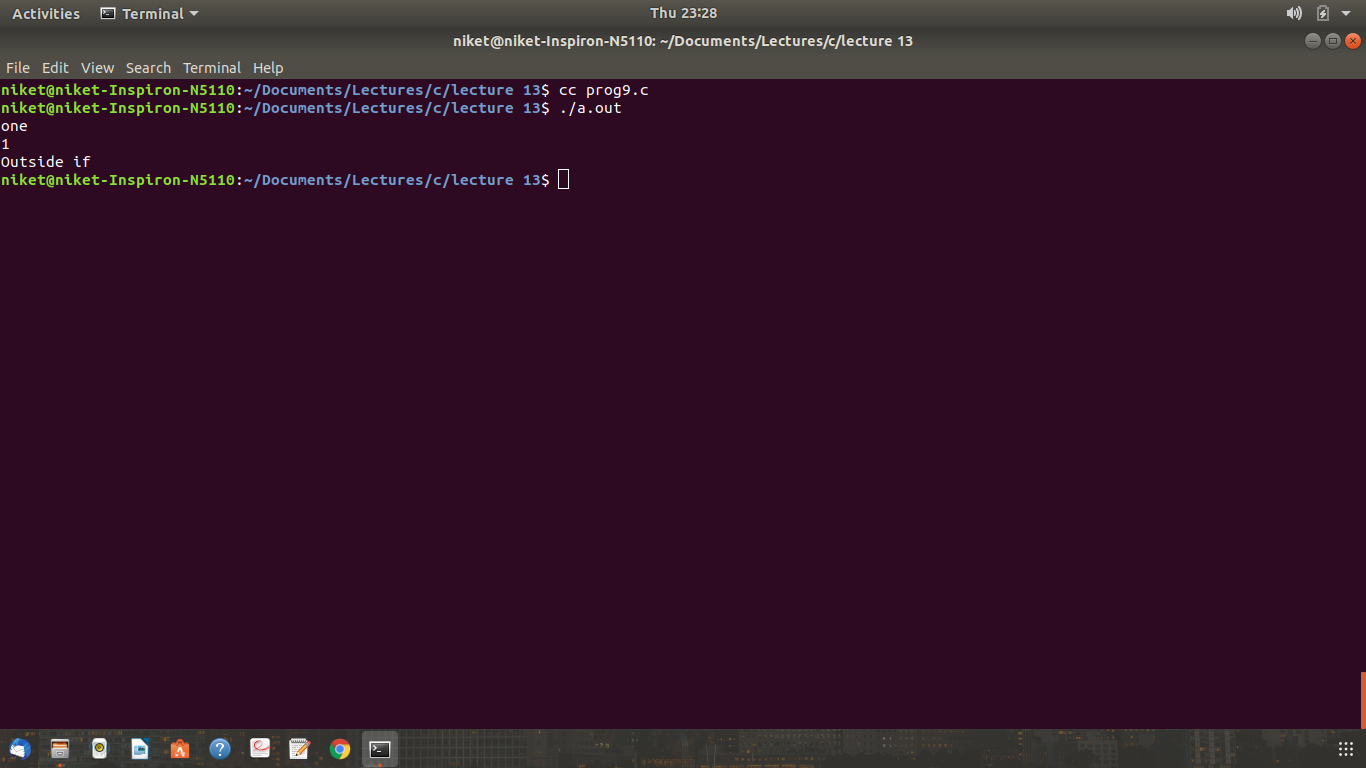 Activities Terminal Thu 23:28
niket@niket-Inspiron-N5110: ~/Documents/Lectures/c/lecture 13
File Edit View Search Terminal Help
niket@niket-Inspiron-N5110:~/Documents/Lectures/c/lecture 13$ cc prog9.c
niket@niket-Inspiron-N5110:~/Documents/Lectures/c/lecture 13$ ./a.out
one
1
Outside if
niket@niket-Inspiron-N5110:~/Documents/Lectures/c/lecture 13$